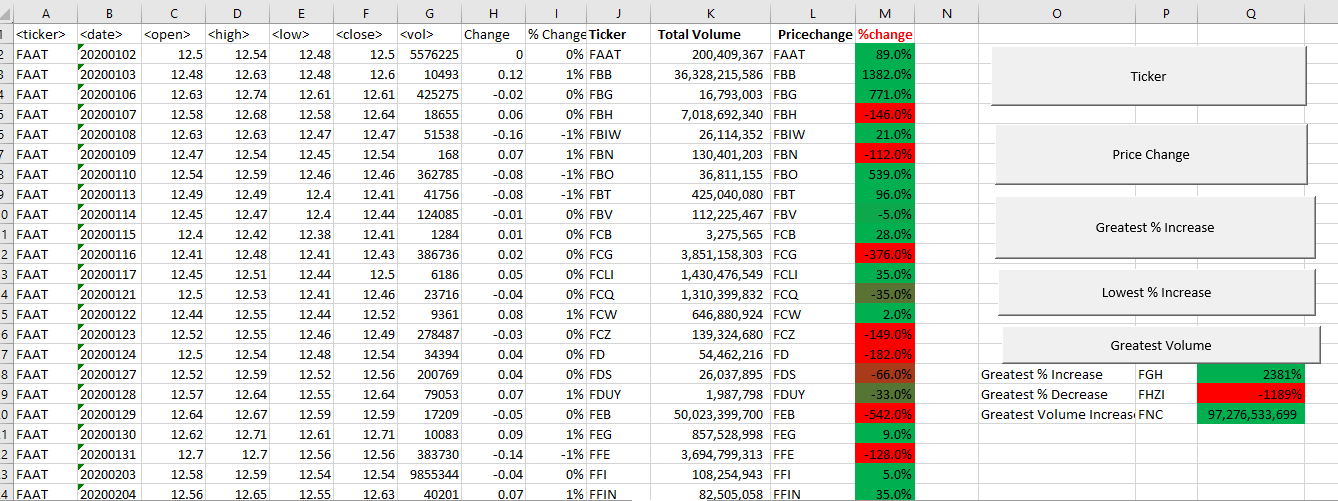 A B C D E F G H I J K L M N O P Q
<ticker> <date> <open> <high> <low> <close> <vol> Change % Change Ticker Total Volume Pricechange %change
FAAT 20200102 12.5 12.54 12.48 12.5 5576225 0 0% FAAT 200,409,367 FAAT 89.0%
FAAT 20200103 12.48 12.63 12.48 12.6 10493 0.12 1% FBB 36,328,215,586 FBB 1382.0% Ticker
FAAT 20200106 12.63 12.74 12.61 12.61 425275 -0.02 0% FBG 16,793,003 FBG 771.0%
FAAT 20200107 12.58 12.68 12.58 12.64 18655 0.06 0% FBH 7,018,692,340 FBH -146.0%
FAAT 20200108 12.63 12.63 12.47 12.47 51538 -0.16 -1% FBIW 26,114,352 FBIW 21.0%
FAAT 20200109 12.47 12.54 12.45 12.54 168 0.07 1% FBN 130,401,203 FBN -112.0% Price Change
FAAT 20200110 12.54 12.59 12.46 12.46 362785 -0.08 -1% FBO 36,811,155 FBO 539.0%
FAAT 20200113 12.49 12.49 12.4 12.41 41756 -0.08 -1% FBT 425,040,080 FBT 96.0%
FAAT 20200114 12.45 12.47 12.4 12.44 124085 -0.01 0% FBV 112,225,467 FBV -5.0%
FAAT 20200115 12.4 12.42 12.38 12.41 1284 0.01 0% FCB 3,275,565 FCB 28.0% Greatest % Increase
FAAT 20200116 12.41 12.48 12.41 12.43 386736 0.02 0% FCG 3,851,158,303 FCG -376.0%
FAAT 20200117 12.45 12.51 12.44 12.5 6186 0.05 0% FCLI 1,430,476,549 FCLI 35.0%
FAAT 20200121 12.5 12.53 12.41 12.46 23716 -0.04 0% FCQ 1,310,399,832 FCQ -35.0% Lowest % Increase
FAAT 20200122 12.44 12.55 12.44 12.52 9361 0.08 1% FCW 646,880,924 FCW 2.0%
FAAT 20200123 12.52 12.55 12.46 12.49 278487 -0.03 0% FCZ 139,324,680 FCZ -149.0%
FAAT 20200124 12.5 12.54 12.48 12.54 34394 0.04 0% FD 54,462,216 FD -182.0% Greatest Volume
FAAT 20200127 12.52 12.59 12.52 12.56 200769 0.04 0% FDS 26,037,895 FDS -66.0% Greatest % Increase FGH 2381%
FAAT 20200128 12.57 12.64 12.55 12.64 79053 0.07 1% FDUY 1,987,798 FDUY -33.0% Greatest % Decrease FHZI -1189%
FAAT 20200129 12.64 12.67 12.59 12.59 17209 -0.05 0% FEB 50,023,399,700 FEB -542.0% Greatest Volume Increas FNC 97,276,533,699
FAAT 20200130 12.62 12.71 12.61 12.71 10083 0.09 1% FEG 857,528,998 FEG 9.0%
FAAT 20200131 12.7 12.7 12.56 12.56 383730 -0.14 -1% FFE 3,694,799,313 FFE -128.0%
FAAT 20200203 12.58 12.59 12.54 12.54 9855344 -0.04 0% FFI 108,254,943 FFI 5.0%
FAAT 20200204 12.56 12.65 12.55 12.63 40201 0.07 1% FFIN 82,505,058 FFIN 35.0%